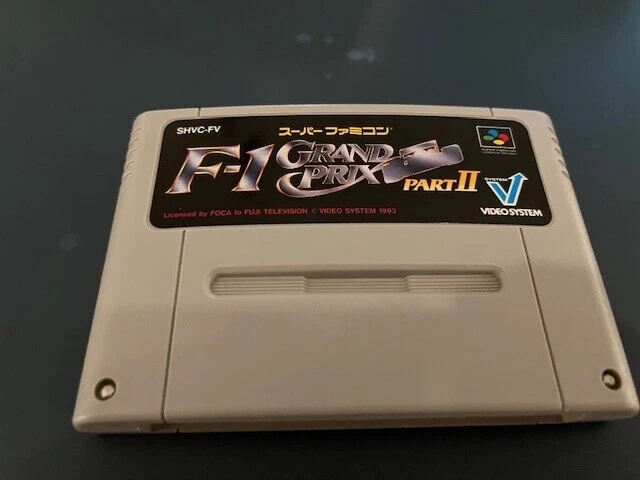 SHVC-FV
スーパーファミコン
F-1 GRAND PRIX PART II
SYSTEM
V
VIDEO SYSTEM
Licensed by FOCA to FUJI TELEVISION © VIDEO SYSTEM 1993